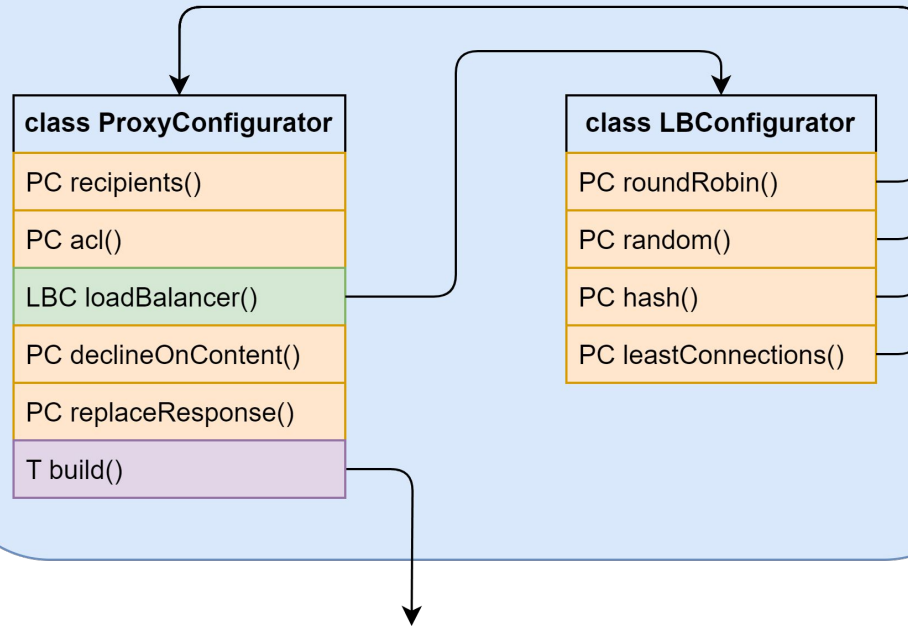 class ProxyConfigurator
PC recipients()
PC acl()
LBC loadBalancer()
PC declineOnContent()
PC replaceResponse()
T build()
class LBConfigurator
PC roundRobin()
PC random()
PC hash()
PC leastConnections()